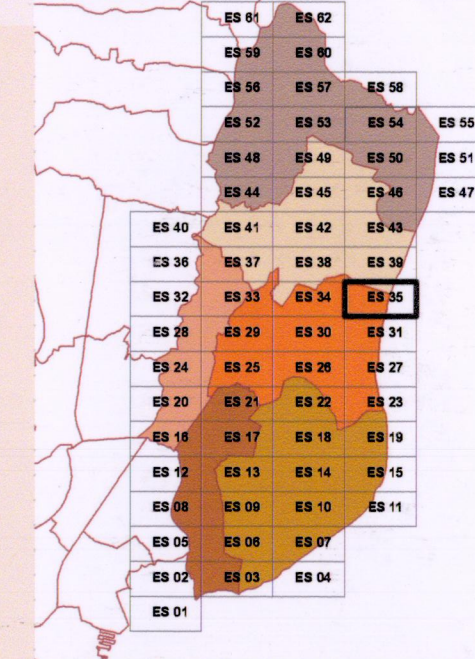 ES 61 ES 62
ES 59 ES 60
ES 56 ES 57 ES 58
ES 52 ES 53 ES 54 ES 55
ES 48 ES 49 ES 50 ES 51
ES 44 ES 45 ES 46 ES 47
ES 40 ES 41 ES 42 ES 43
ES 36 ES 37 ES 38 ES 39
ES 32 ES 33 ES 34 ES 35
ES 28 ES 29 ES 30 ES 31
ES 24 ES 25 ES 26 ES 27
ES 20 ES 21 ES 22 ES 23
ES 16 ES 17 ES 18 ES 19
ES 12 ES 13 ES 14 ES 15
ES 08 ES 09 ES 10 ES 11
ES 05 ES 06 ES 07
ES 02 ES 03 ES 04
ES 01